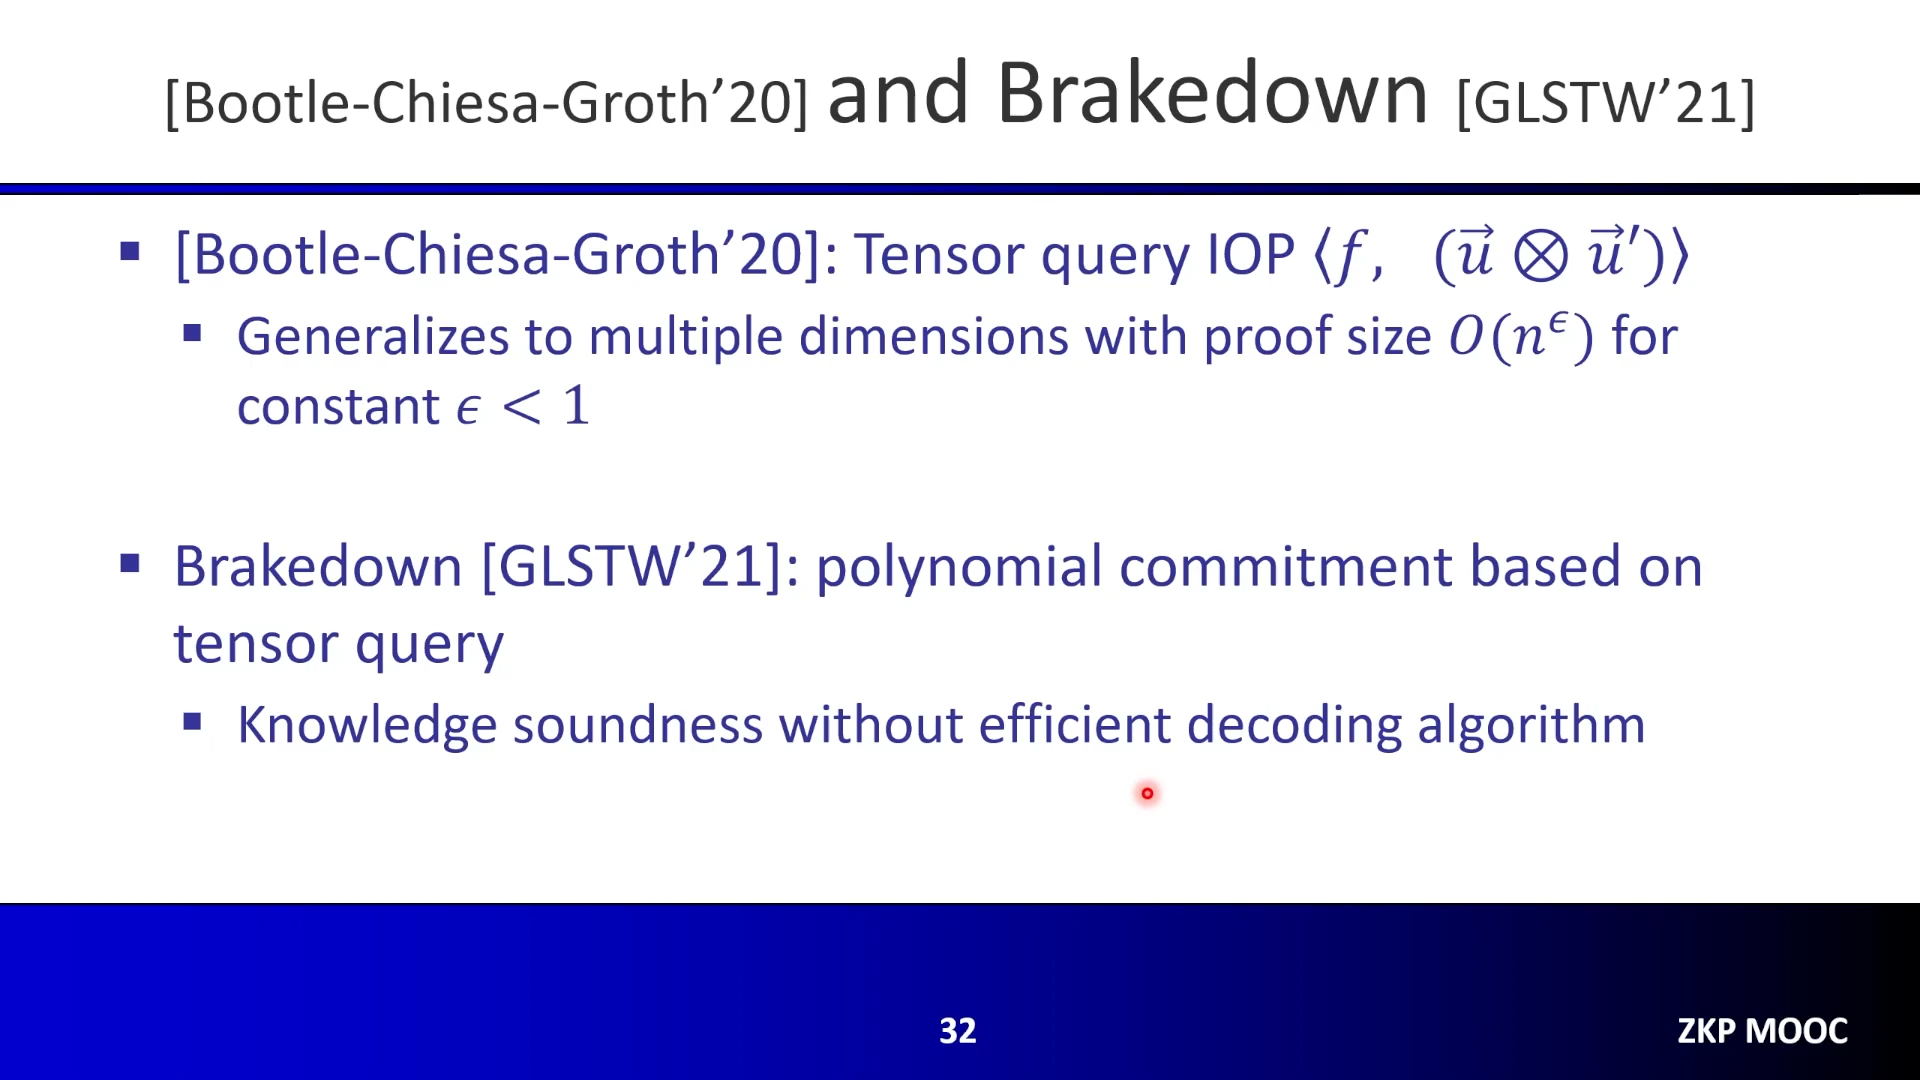 [Bootle-Chiesa-Groth’20] and Brakedown [GLSTW’21]
▪ [Bootle-Chiesa-Groth’20]: Tensor query IOP ⟨f, (u⃗ ⊗ u⃗′)⟩
▪ Generalizes to multiple dimensions with proof size O(n^ϵ) for
constant ϵ < 1
▪ Brakedown [GLSTW’21]: polynomial commitment based on
tensor query
▪ Knowledge soundness without efficient decoding algorithm
32
ZKP MOOC